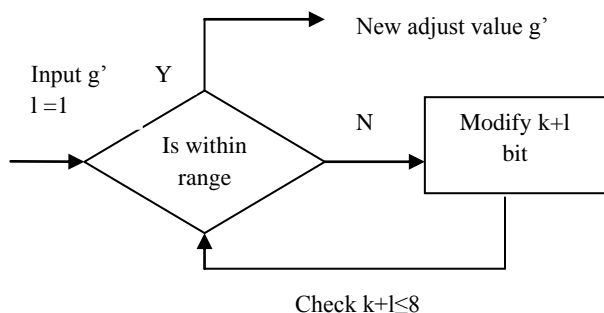 New adjust value g’
Input g’
l =1
Y
N
Is within
range
Modify k+l
bit
Check k+l≤8